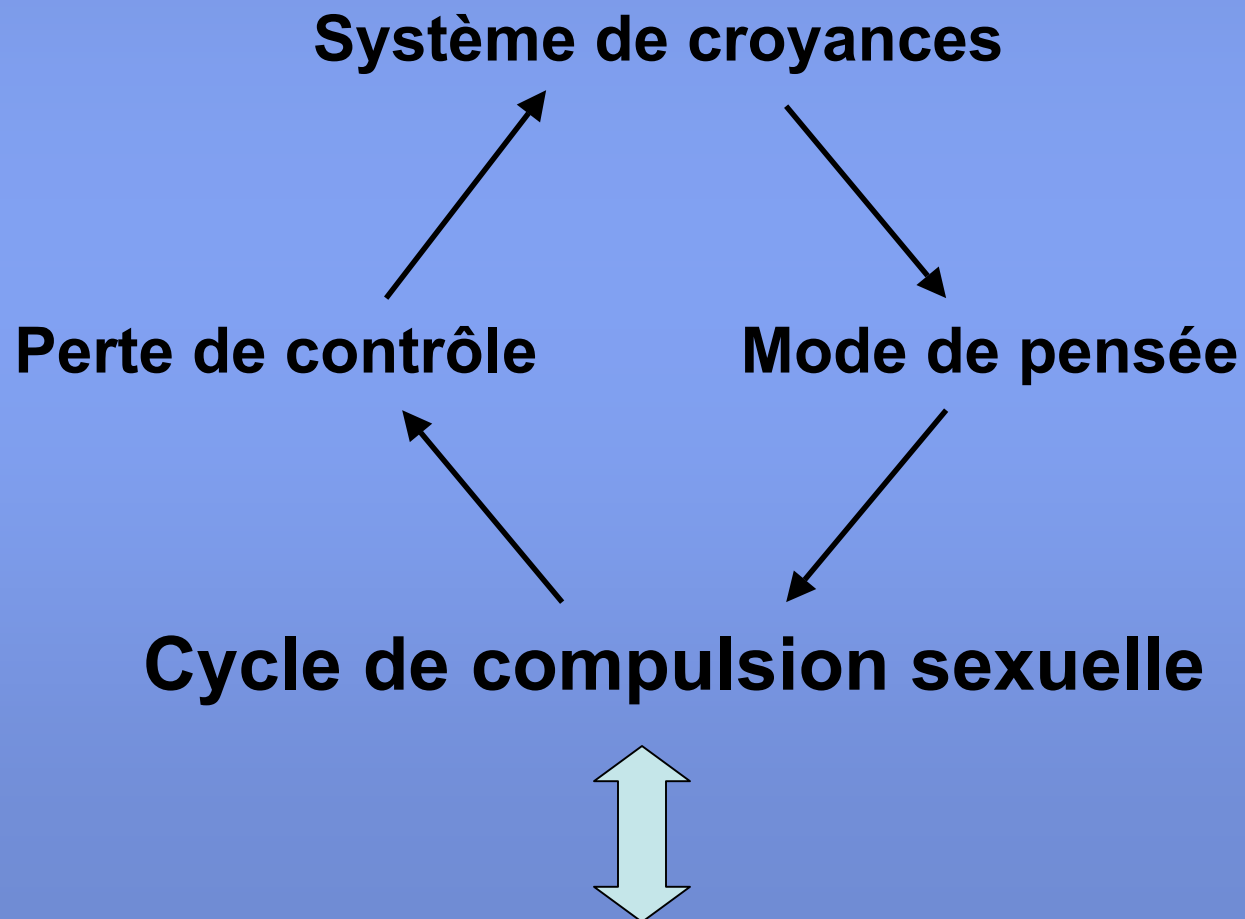 Système de croyances
Perte de contrôle
Mode de pensée
Cycle de compulsion sexuelle